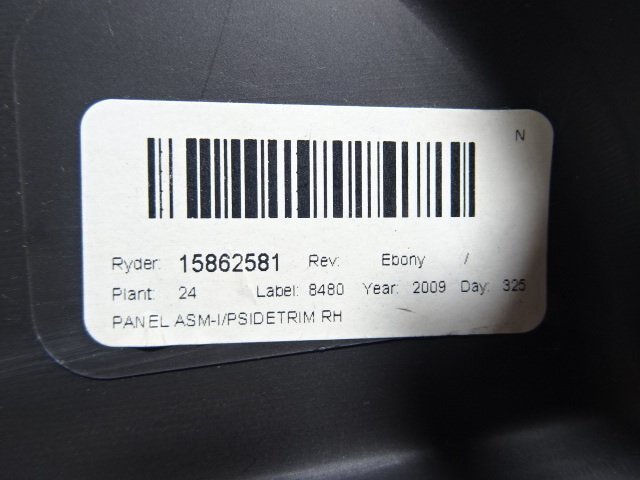 N
Ryder: 15862581 Rev: Ebony /
Plant: 24 Label: 8480 Year: 2009 Day: 325
PANEL ASM-I/PSIDETRIM RH